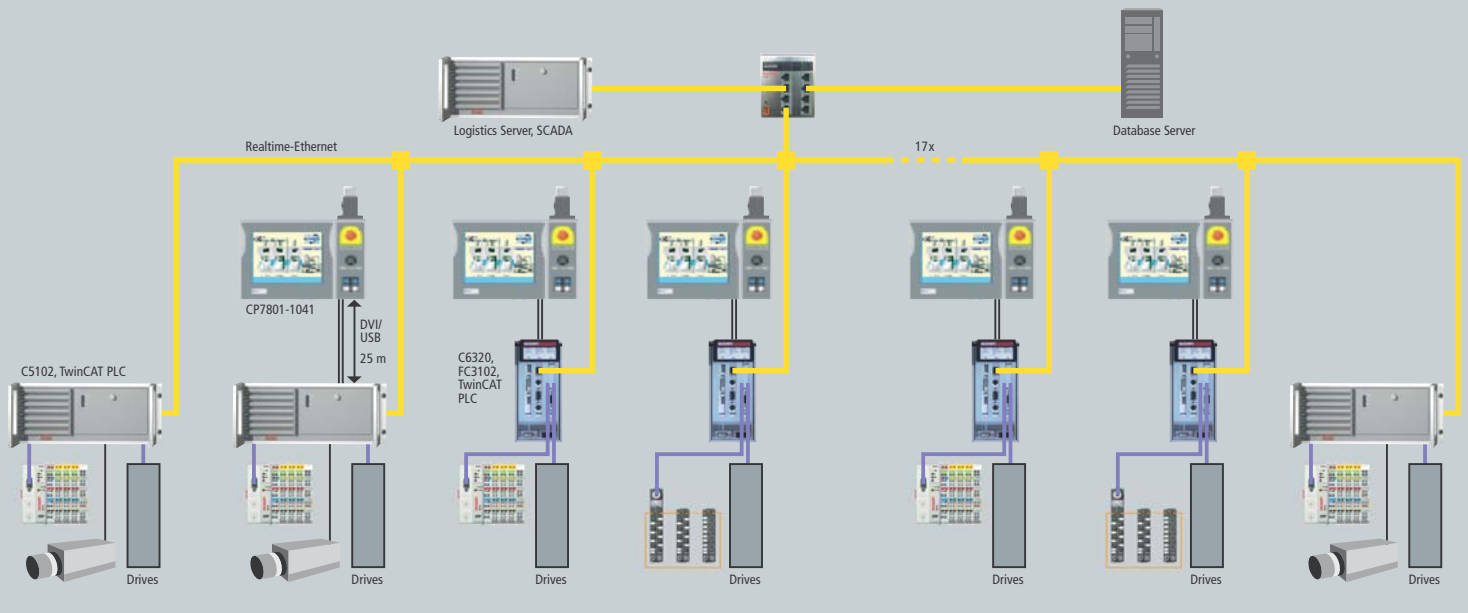 Logistics Server, SCADA
Database Server
Realtime-Ethernet
17x
CP7801-1041
DVI/
USB
25 m
C5102, TwinCAT PLC
C6320,
FC3102,
TwinCAT
PLC
Drives
Drives
Drives
Drives
Drives
Drives
Drives